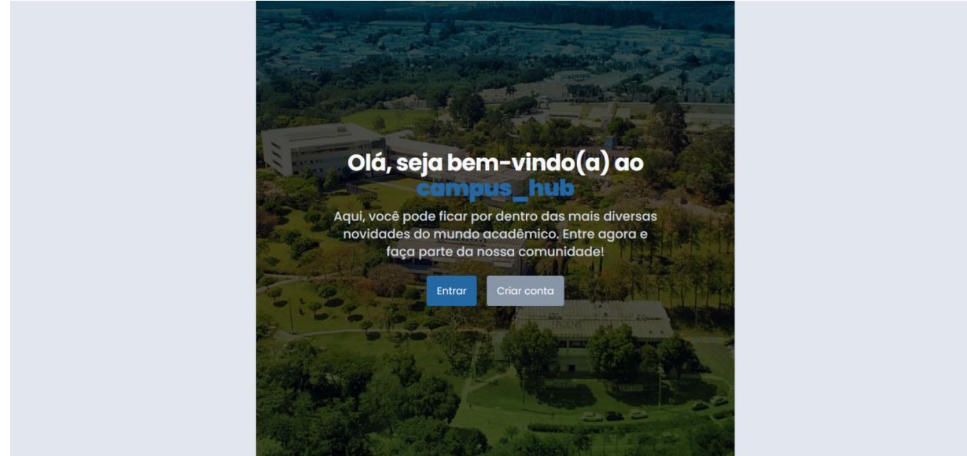 Olá, seja bem-vindo(a) ao
campus_hub
Aqui, você pode ficar por dentro das mais diversas
novidades do mundo acadêmico. Entre agora e
faça parte da nossa comunidade!
Entrar
Criar conta